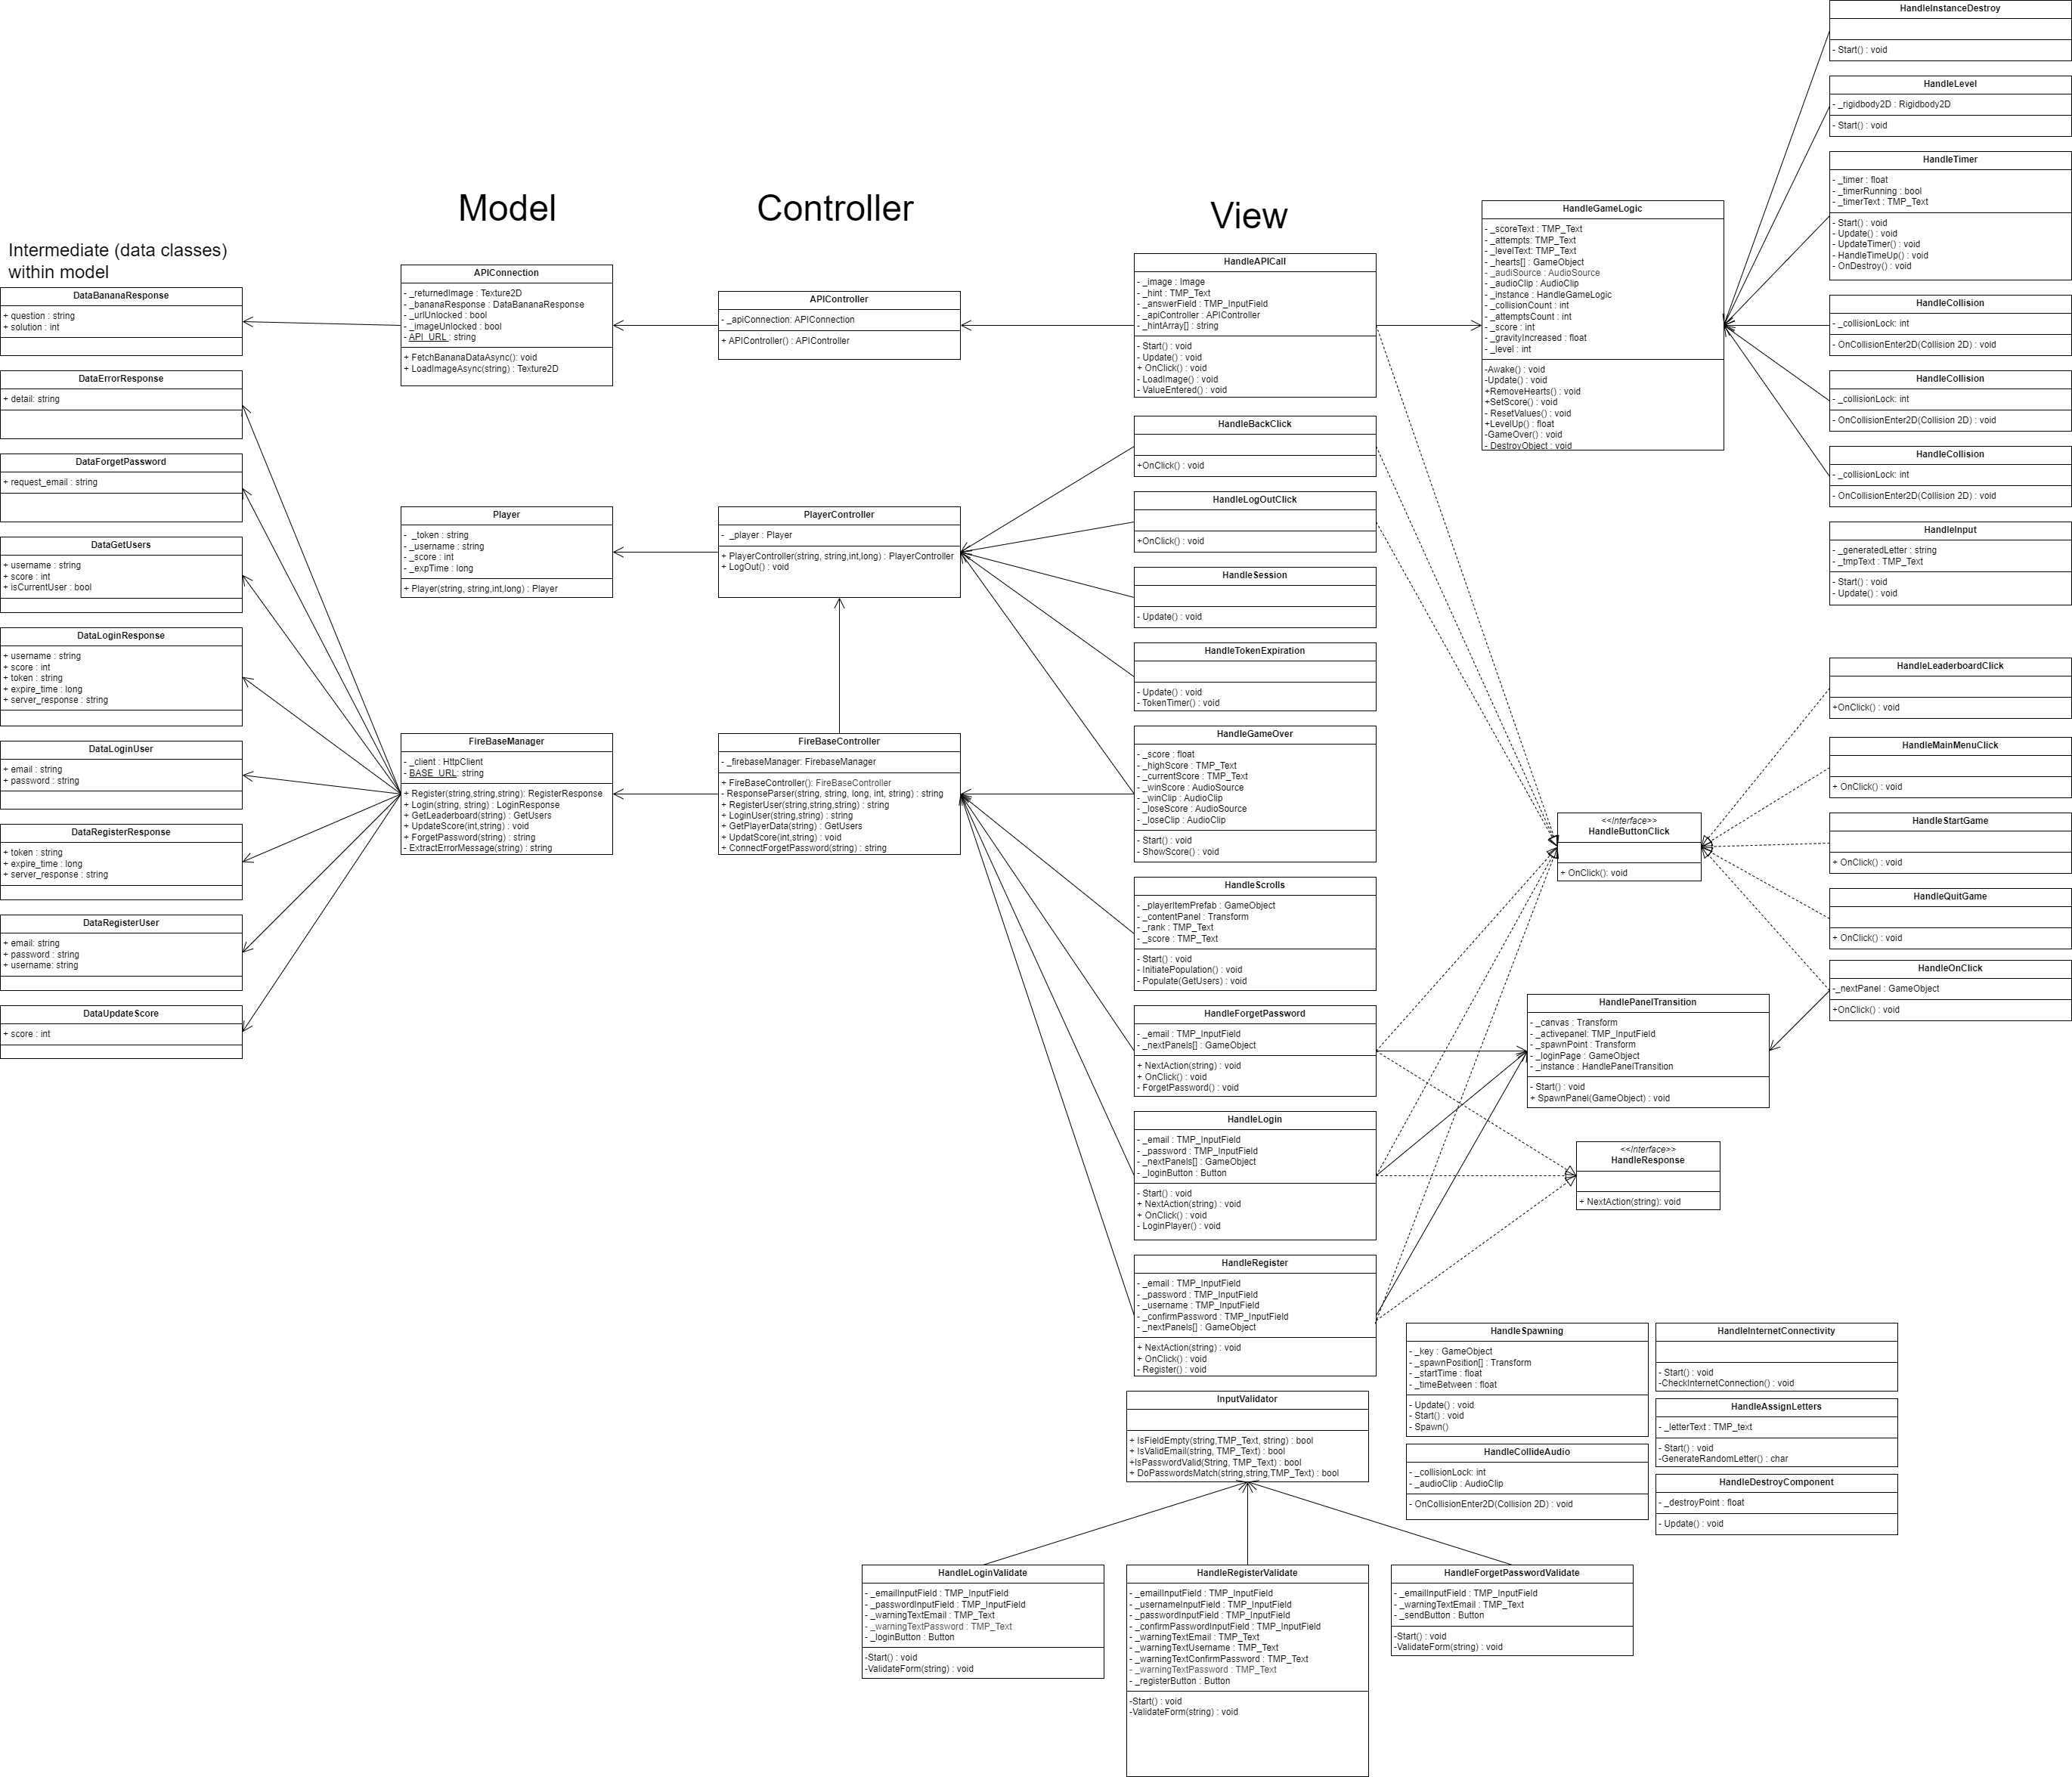 Model
Controller
View
Intermediate (data classes)
within model
DataBananaResponse
+ question : string
+ solution : int
DataErrorResponse
+ detail: string
DataForgetPassword
+ request_email : string
DataGetUsers
+ username : string
+ score : int
+ isCurrentUser : bool
DataLoginResponse
+ username : string
+ score : int
+ token : string
+ expire_time : long
+ server_response : string
DataLoginUser
+ email : string
+ password : string
DataRegisterResponse
+ token : string
+ expire_time : long
+ server_response : string
DataRegisterUser
+ email: string
+ password : string
+ username: string
DataUpdateScore
+ score : int
APIConnection
- _returnedImage : Texture2D
- _bananaResponse : DataBananaResponse
- _urlUnlocked : bool
- _imageUnlocked : bool
- API_URL : string
+ FetchBananaDataAsync(): void
+ LoadImageAsync(string) : Texture2D
Player
- _token : string
- _username : string
- _score : int
- _expTime : long
+ Player(string, string,int,long) : Player
FireBaseManager
- _client : HttpClient
- BASE_URL: string
+ Register(string,string,string): RegisterResponse
+ Login(string, string) : LoginResponse
+ GetLeaderboard(string) : GetUsers
+ UpdateScore(int,string) : void
+ ForgetPassword(string) : string
- ExtractErrorMessage(string) : string
APIController
- _apiConnection: APIConnection
+ APIController() : APIController
PlayerController
- _player : Player
+ PlayerController(string, string,int,long) : PlayerController
+ LogOut() : void
FireBaseController
- _firebaseManager: FirebaseManager
+ FireBaseController(): FireBaseController
- ResponseParser(string, string, long, int, string) : string
+ RegisterUser(string,string,string) : string
+ LoginUser(string,string) : string
+ GetPlayerData(string) : GetUsers
+ UpdatScore(int,string) : void
+ ConnectForgetPassword(string) : string
HandleAPICall
- _image : Image
- _hint : TMP_Text
- _answerField : TMP_InputField
- _apiController : APIController
- _hintArray[] : string
- Start() : void
- Update() : void
+ OnClick() : void
- LoadImage() : void
- ValueEntered() : void
HandleBackClick
+OnClick() : void
HandleLogOutClick
+OnClick() : void
HandleSession
- Update() : void
HandleTokenExpiration
- Update() : void
- TokenTimer() : void
HandleGameOver
- _score : float
- _highScore : TMP_Text
- _currentScore : TMP_Text
- _winScore : AudioSource
- _winClip : AudioClip
- _loseScore : AudioSource
- _loseClip : AudioClip
- Start() : void
- ShowScore() : void
HandleScrolls
- _playerItemPrefab : GameObject
- _contentPanel : Transform
- _rank : TMP_Text
- _score : TMP_Text
- Start() : void
- InitiatePopulation() : void
- Populate(GetUsers) : void
HandleForgetPassword
- _email : TMP_InputField
- _nextPanels[] : GameObject
+ NextAction(string) : void
+ OnClick() : void
- ForgetPassword() : void
HandleLogin
- _email : TMP_InputField
- _password : TMP_InputField
- _nextPanels[] : GameObject
- _loginButton : Button
- Start() : void
+ NextAction(string) : void
+ OnClick() : void
- LoginPlayer() : void
HandleRegister
- _email : TMP_InputField
- _password : TMP_InputField
- _username : TMP_InputField
- _confirmPassword : TMP_InputField
- _nextPanels[] : GameObject
+ NextAction(string) : void
+ OnClick() : void
- Register() : void
InputValidator
+ IsFieldEmpty(string,TMP_Text, string) : bool
+ IsValidEmail(string, TMP_Text) : bool
+IsPasswordValid(String, TMP_Text) : bool
+ DoPasswordsMatch(string,string,TMP_Text) : bool
HandleLoginValidate
- _emailInputField : TMP_InputField
- _passwordInputField : TMP_InputField
- _warningTextEmail : TMP_Text
- _warningTextPassword : TMP_Text
- _loginButton : Button
-Start() : void
-ValidateForm(string) : void
HandleRegisterValidate
- _emailInputField : TMP_InputField
- _usernameInputField : TMP_InputField
- _passwordInputField : TMP_InputField
- _confirmPasswordInputField : TMP_InputField
- _warningTextEmail : TMP_Text
- _warningTextUsername : TMP_Text
- _warningTextConfirmPassword : TMP_Text
- _warningTextPassword : TMP_Text
- _registerButton : Button
-Start() : void
-ValidateForm(string) : void
HandleForgetPasswordValidate
- _emailInputField : TMP_InputField
- _warningTextEmail : TMP_Text
- _sendButton : Button
-Start() : void
-ValidateForm(string) : void
HandleGameLogic
- _scoreText : TMP_Text
- _attempts: TMP_Text
- _levelText: TMP_Text
- _hearts[] : GameObject
- _audiSource : AudioSource
- _audioClip : AudioClip
- _instance : HandleGameLogic
- _collisionCount : int
- _attemptsCount : int
- _score : int
- _gravityIncreased : float
- _level : int
-Awake() : void
-Update() : void
+RemoveHearts() : void
+SetScore() : void
- ResetValues() : void
+LevelUp() : float
-GameOver() : void
- DestroyObject : void
<<Interface>>
HandleButtonClick
+ OnClick(): void
HandlePanelTransition
- _canvas : Transform
- _activepanel: TMP_InputField
- _spawnPoint : Transform
- _loginPage : GameObject
- _instance : HandlePanelTransition
- Start() : void
+ SpawnPanel(GameObject) : void
<<Interface>>
HandleResponse
+ NextAction(string): void
HandleSpawning
- _key : GameObject
- _spawnPosition[] : Transform
- _startTime : float
- _timeBetween : float
- Update() : void
- Start() : void
- Spawn()
HandleCollideAudio
- _collisionLock: int
- _audioClip : AudioClip
- OnCollisionEnter2D(Collision 2D) : void
HandleInternetConnectivity
- Start() : void
-CheckInternetConnection() : void
HandleAssignLetters
- _letterText : TMP_text
- Start() : void
-GenerateRandomLetter() : char
HandleDestroyComponent
- _destroyPoint : float
- Update() : void
HandleInstanceDestroy
- Start() : void
HandleLevel
- _rigidbody2D : Rigidbody2D
- Start() : void
HandleTimer
- _timer : float
- _timerRunning : bool
- _timerText : TMP_Text
- Start() : void
- Update() : void
- UpdateTimer() : void
- HandleTimeUp() : void
- OnDestroy() : void
HandleCollision
- _collisionLock: int
- OnCollisionEnter2D(Collision 2D) : void
HandleCollision
- _collisionLock: int
- OnCollisionEnter2D(Collision 2D) : void
HandleCollision
- _collisionLock: int
- OnCollisionEnter2D(Collision 2D) : void
HandleInput
- _generatedLetter : string
- _tmpText : TMP_Text
- Start() : void
- Update() : void
HandleLeaderboardClick
+OnClick() : void
HandleMainMenuClick
+ OnClick() : void
HandleStartGame
+ OnClick() : void
HandleQuitGame
+ OnClick() : void
HandleOnClick
-_nextPanel : GameObject
+OnClick() : void